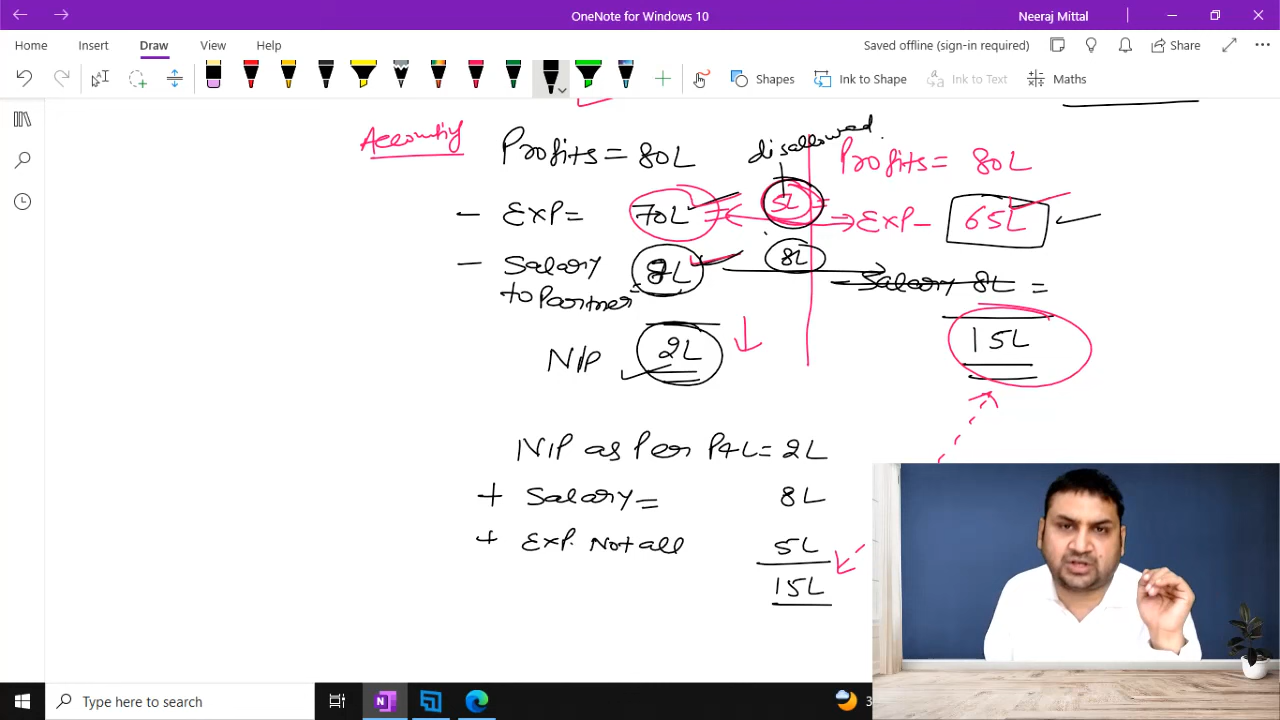 OneNote for Windows 10
Neeraj Mittal
Home Insert Draw View Help
Saved offline (sign-in required)
Share
Shapes
Ink to Shape
Ink to Text
Maths
Accounting
Profits = 80L
disallowed.
Profits = 80L
- Exp = 70L
5L =
Exp - 65L
- Salary to Partner 8L
8L
- Salary 8L =
N/P 2L
15L
N/P as Per P+L = 2L
+ Salary = 8L
+ Exp. Not all 5L
15L
Type here to search
3